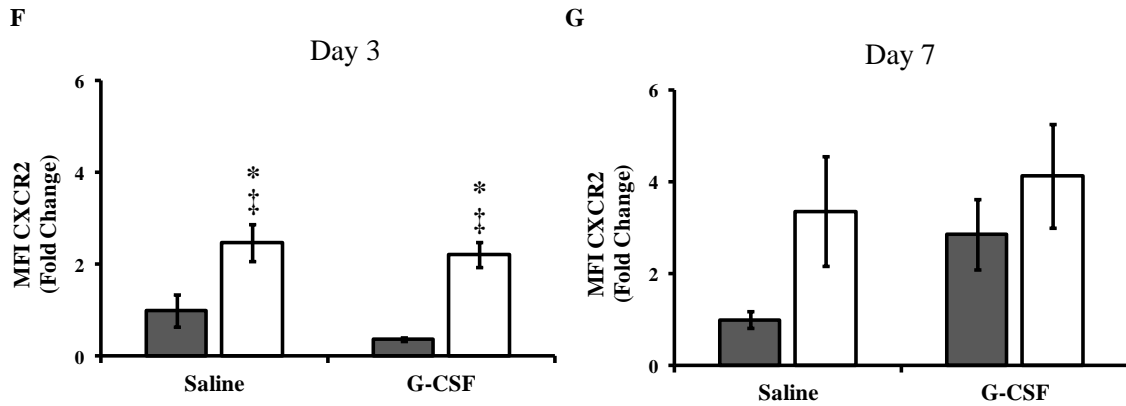 F
Day 3
MFI CXCR2
(Fold Change)
6
4
2
0
*
‡
*
‡
Saline
G-CSF
G
Day 7
MFI CXCR2
(Fold Change)
6
4
2
0
Saline
G-CSF